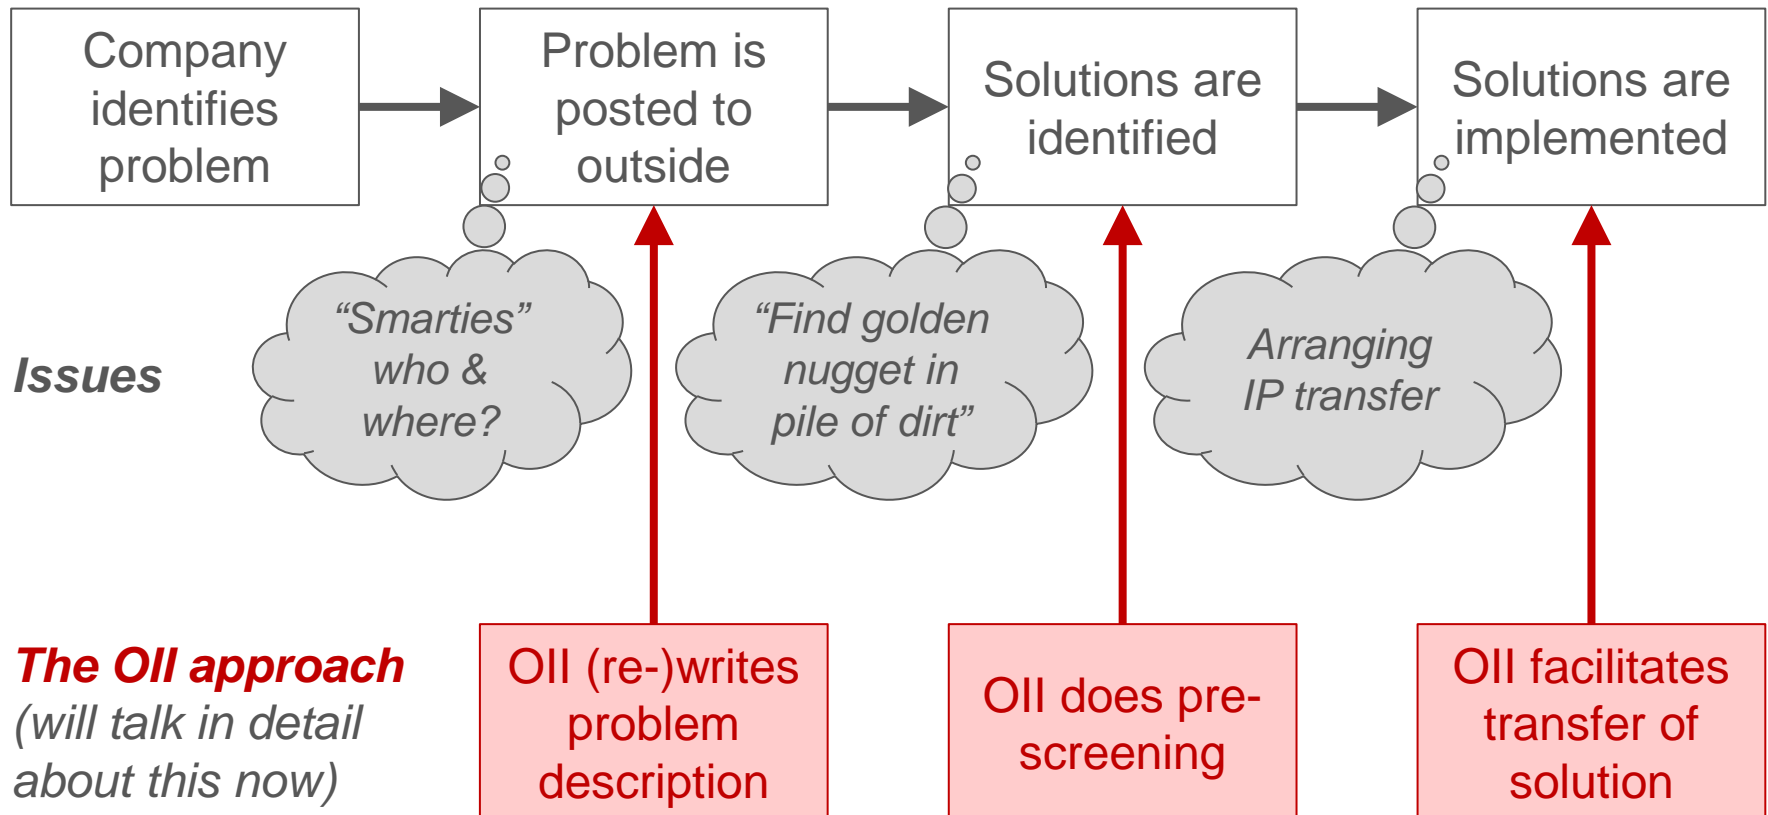 Company
identifies
problem
Problem is
posted to
outside
Solutions are
identified
Solutions are
implemented
Issues
“Smarties”
who &
where?
“Find golden
nugget in
pile of dirt”
Arranging
IP transfer
The OII approach
(will talk in detail
about this now)
OII (re-)writes
problem
description
OII does pre-
screening
OII facilitates
transfer of
solution